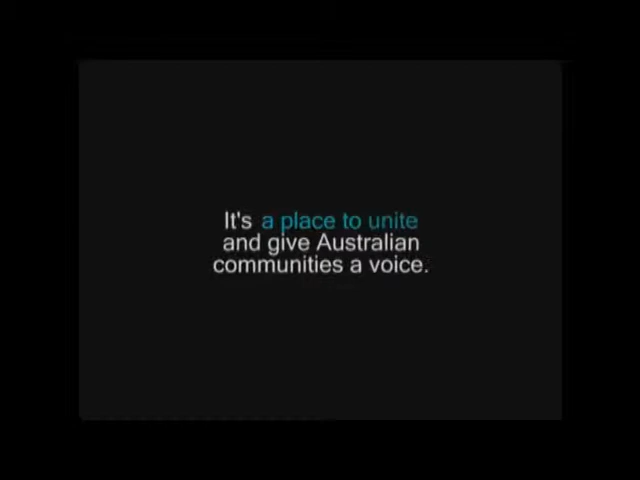 It's a place to unite
and give Australian
communities a voice.